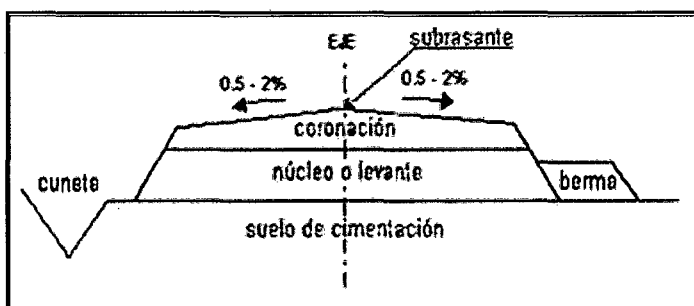 EJE
subrasante
0.5 - 2%
0.5 - 2%
coronación
núcleo o levante
cuneta
berma
suelo de cimentación